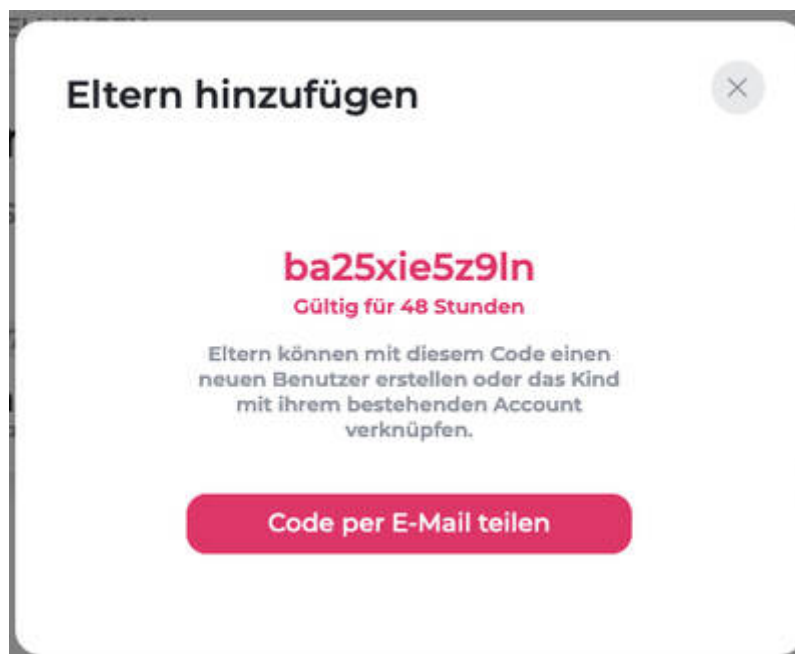 Eltern hinzufügen
ba25xie5z9ln
Gültig für 48 Stunden
Eltern können mit diesem Code einen
neuen Benutzer erstellen oder das Kind
mit ihrem bestehenden Account
verknüpfen.
Code per E-Mail teilen